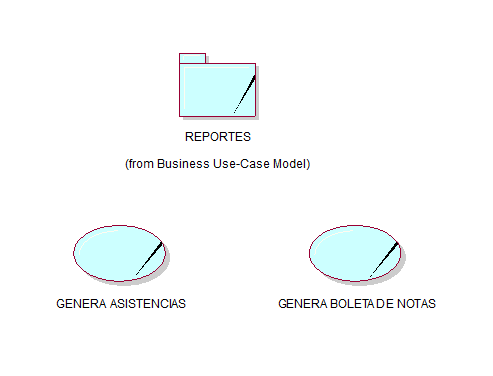 REPORTES
(from Business Use-Case Model)
GENERA ASISTENCIAS
GENERA BOLETA DE NOTAS